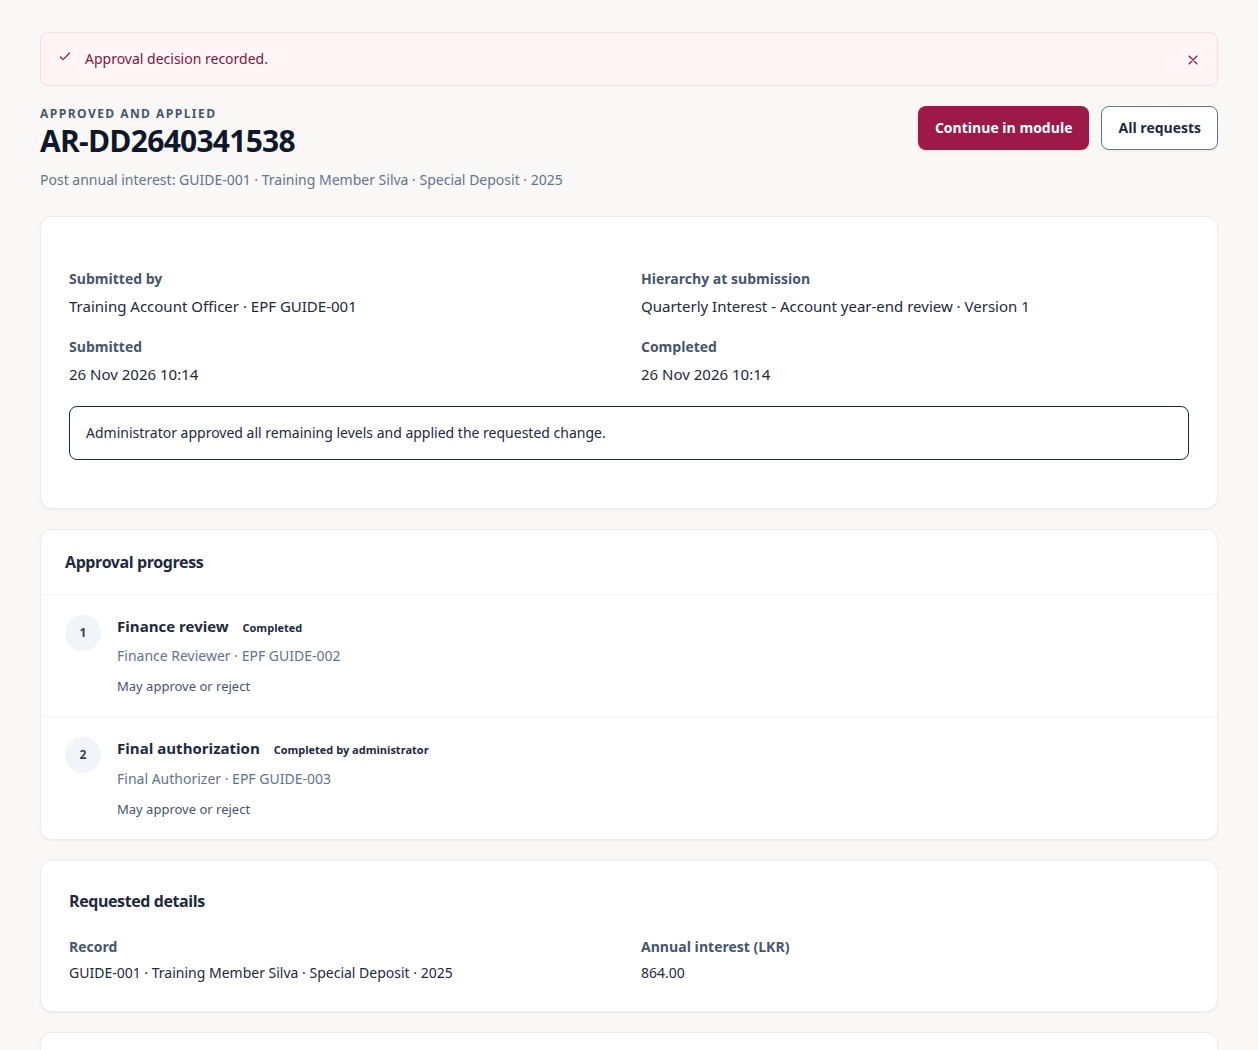 Approval decision recorded.
APPROVED AND APPLIED
AR-DD2640341538
Continue in module
All requests
Post annual interest: GUIDE-001 · Training Member Silva · Special Deposit · 2025
Submitted by
Training Account Officer · EPF GUIDE-001
Hierarchy at submission
Quarterly Interest - Account year-end review · Version 1
Submitted
26 Nov 2026 10:14
Completed
26 Nov 2026 10:14
Administrator approved all remaining levels and applied the requested change.
Approval progress
1
Finance review Completed
Finance Reviewer · EPF GUIDE-002
May approve or reject
2
Final authorization Completed by administrator
Final Authorizer · EPF GUIDE-003
May approve or reject
Requested details
Record
GUIDE-001 · Training Member Silva · Special Deposit · 2025
Annual interest (LKR)
864.00